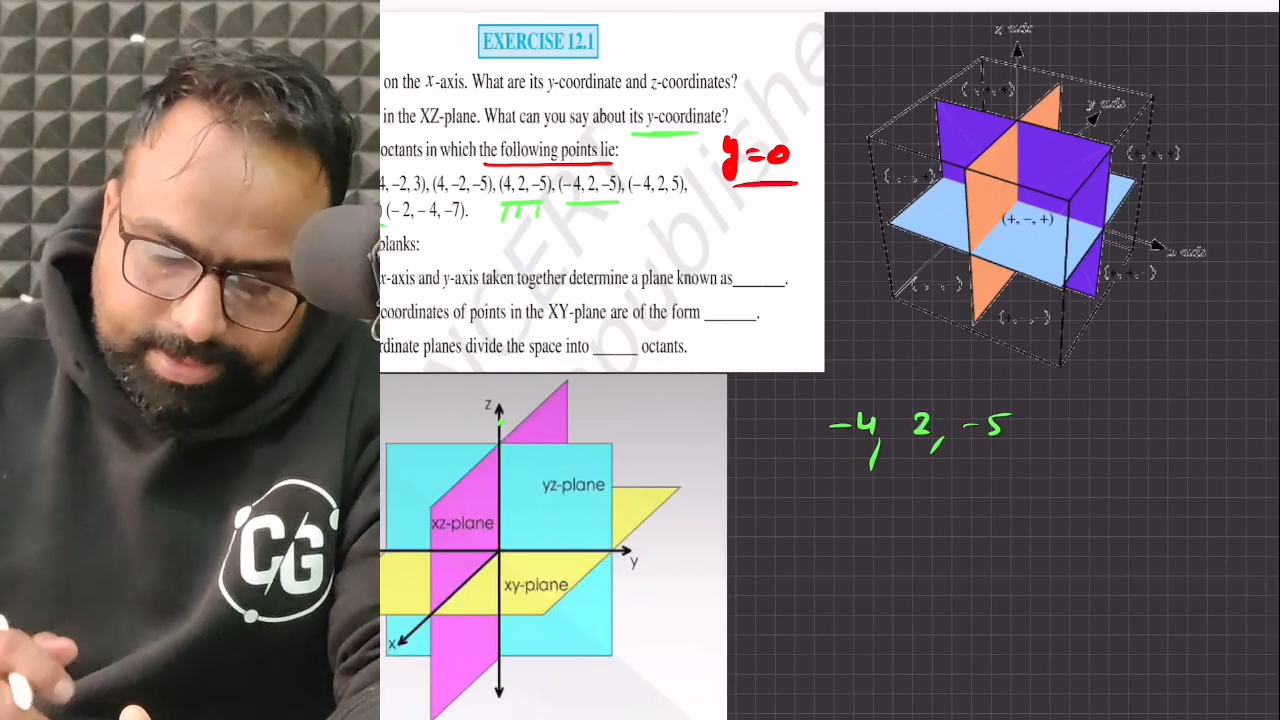 EXERCISE 12.1
on the x-axis. What are its y-coordinate and z-coordinates?
in the XZ-plane. What can you say about its y-coordinate?
y=0
octants in which the following points lie:
4, -2, 3), (4, -2, -5), (4, 2, -5), (- 4, 2, -5), (- 4, 2, 5),
) (- 2, - 4, -7).
blanks:
x-axis and y-axis taken together determine a plane known as_______.
coordinates of points in the XY-plane are of the form _______.
rdinate planes divide the space into ______ octants.
z axis
y axis
(+, +, +)
(+, -, +)
x axis
-4, 2, -5
z
yz-plane
xz-plane
y
xy-plane
x
CG
NCERT